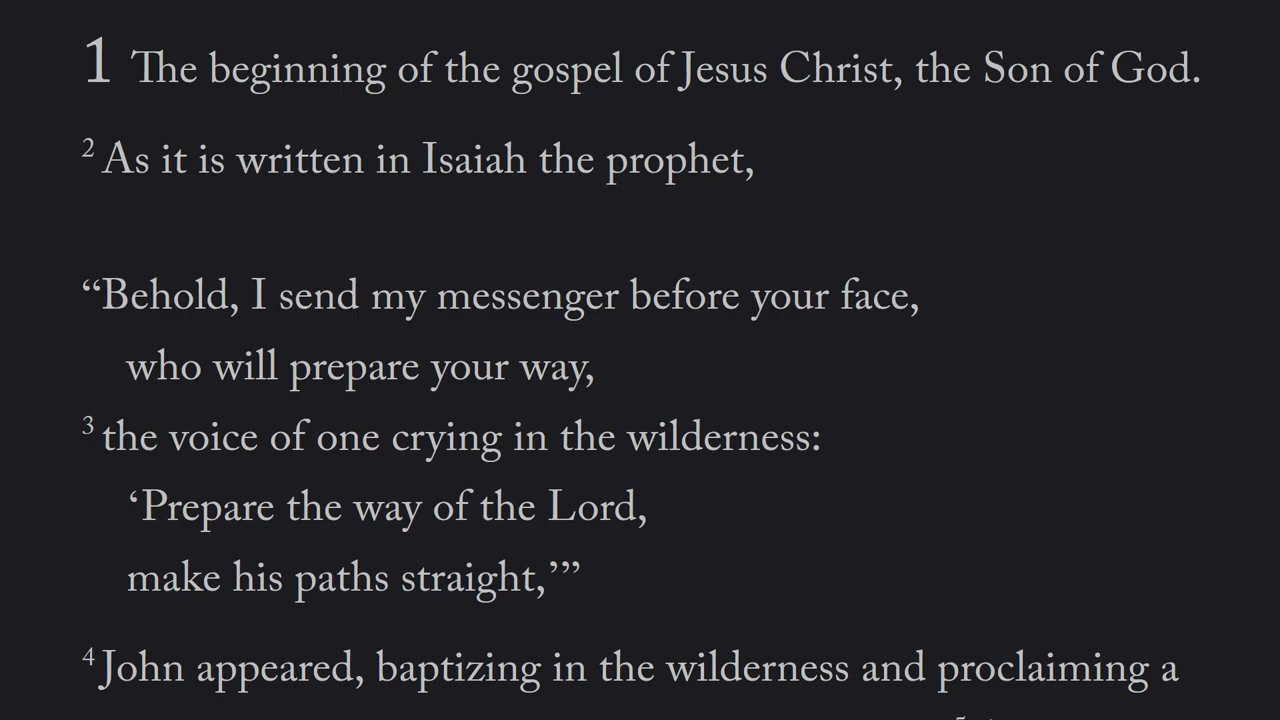 1 The beginning of the gospel of Jesus Christ, the Son of God.
2 As it is written in Isaiah the prophet,
“Behold, I send my messenger before your face,
who will prepare your way,
3 the voice of one crying in the wilderness:
‘Prepare the way of the Lord,
make his paths straight,’”
4 John appeared, baptizing in the wilderness and proclaiming a